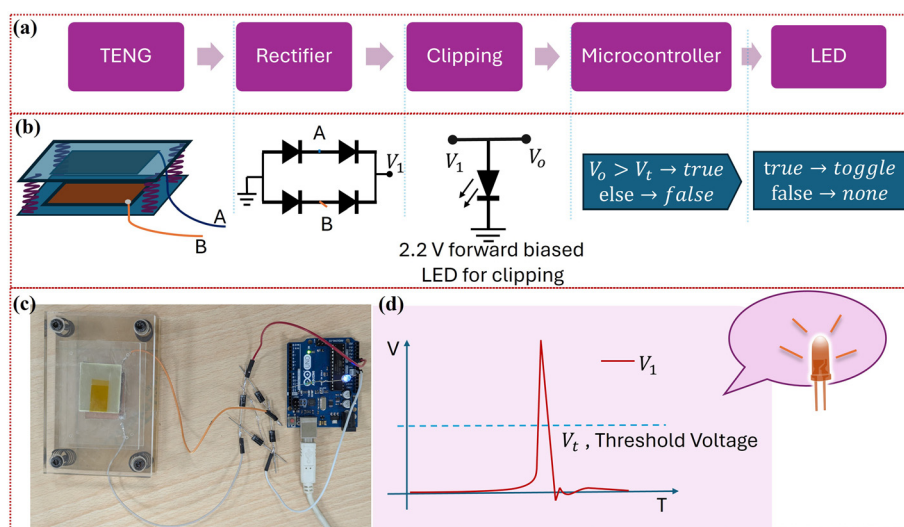 (a)
TENG
Rectifier
Clipping
Microcontroller
LED
(b)
A
B
A
V₁
B
V₁
Vₒ
2.2 V forward biased
LED for clipping
Vₒ > Vₜ → true
else → false
true → toggle
false → none
(c)
(d)
V
V₁
Vₜ , Threshold Voltage
T